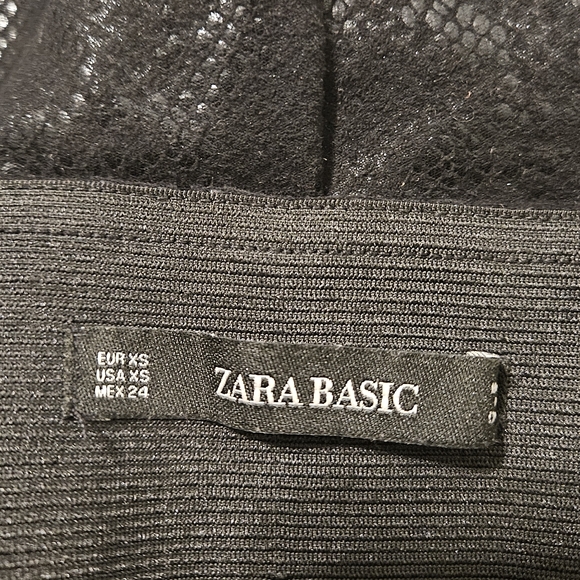 EUR XS
USA XS
MEX 24
ZARA BASIC